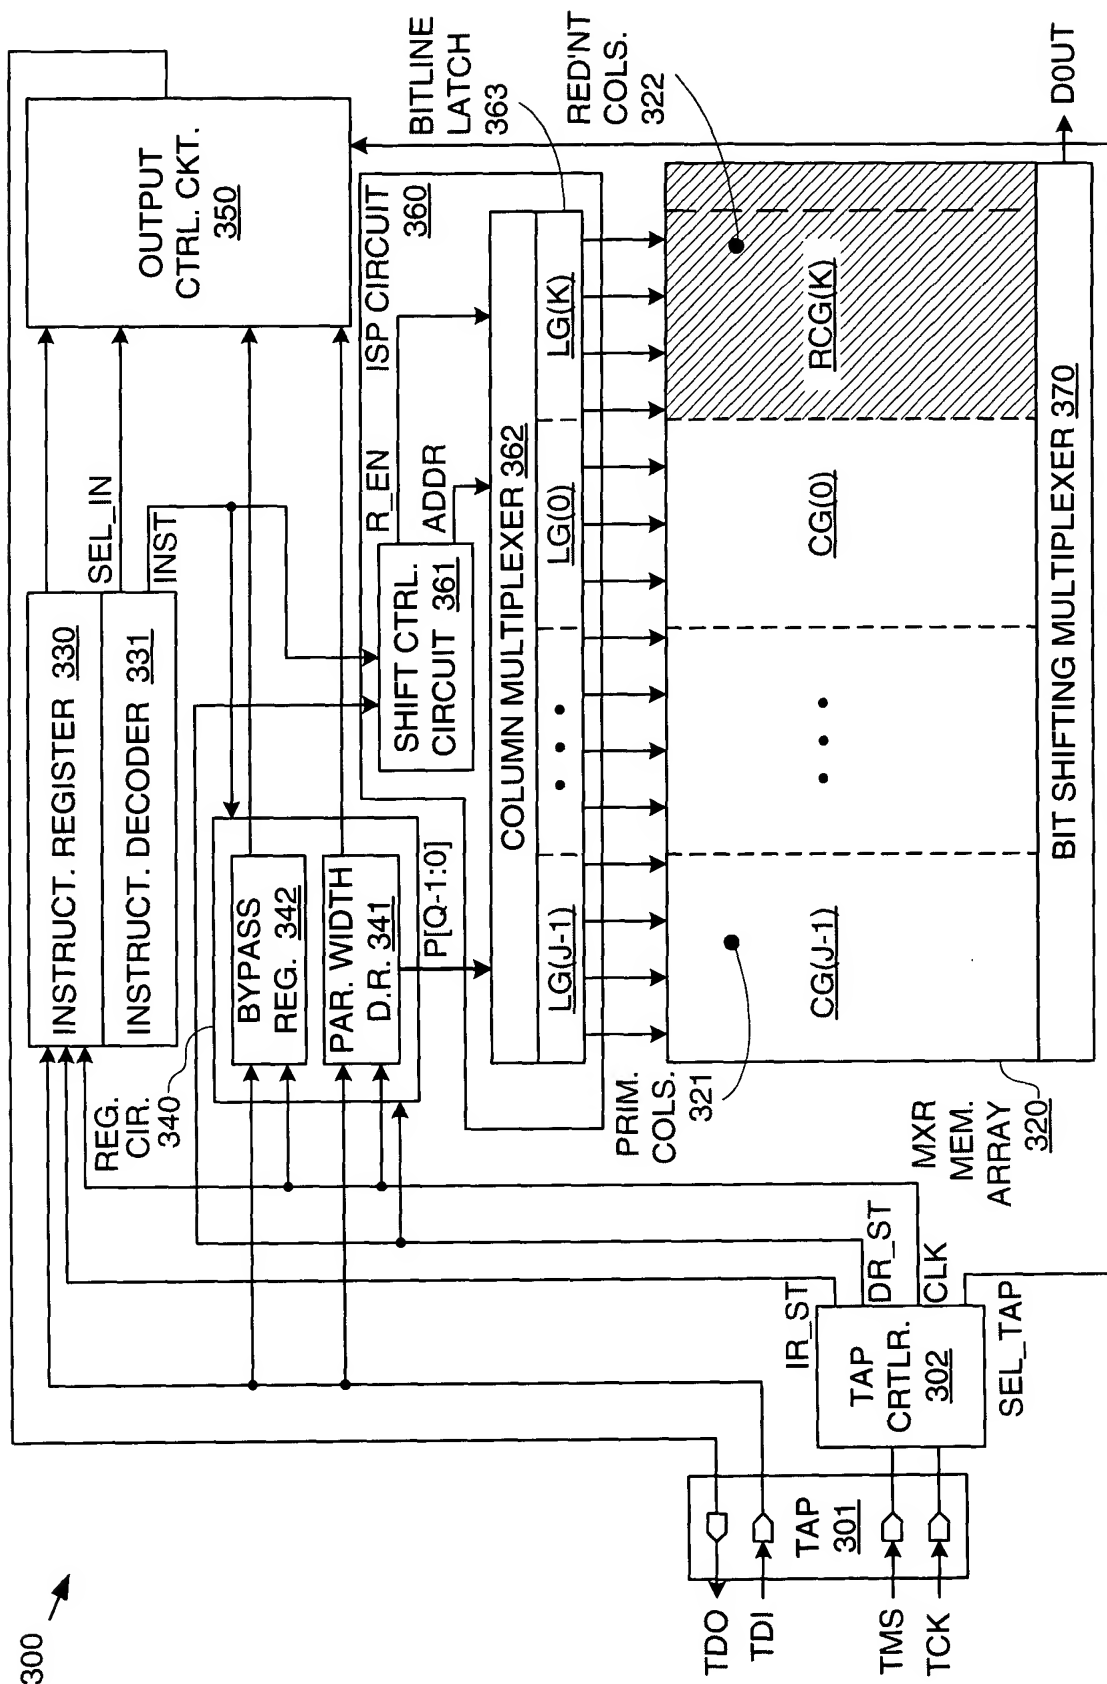 300
TDO
TDI
TMS
TCK
TAP
301
TAP
CRTLR.
302
IR_ST
DR_ST
CLK
SEL_TAP
REG.
CIR.
340
INSTRUCT. REGISTER 330
INSTRUCT. DECODER 331
SEL_IN
INST
OUTPUT
CTRL. CKT.
350
BYPASS
REG. 342
PAR. WIDTH
D.R. 341
P[Q-1:0]
SHIFT CTRL.
CIRCUIT 361
R_EN
ADDR
ISP CIRCUIT
360
COLUMN MULTIPLEXER 362
LG(J-1)
LG(0)
LG(K)
BITLINE
LATCH
363
RED'NT
COLS.
322
PRIM.
COLS.
321
CG(J-1)
CG(0)
RCG(K)
MXR
MEM.
ARRAY
320
BIT SHIFTING MULTIPLEXER 370
DOUT